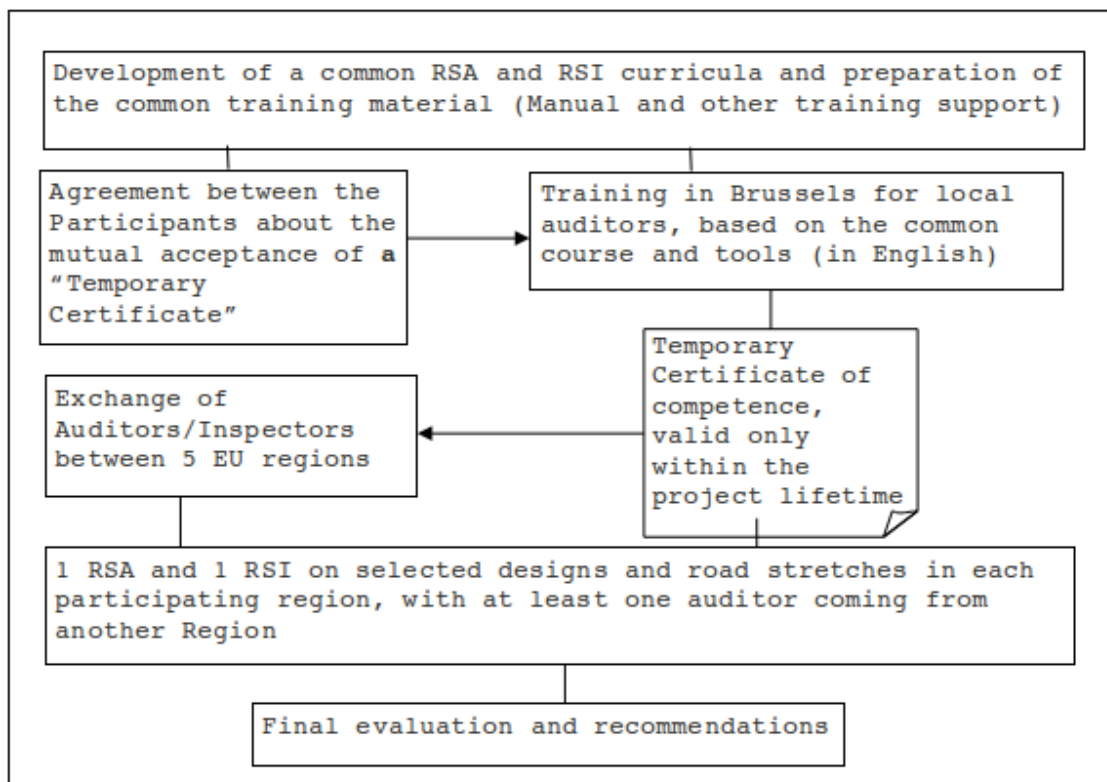 Development of a common RSA and RSI curricula and preparation of
the common training material (Manual and other training support)
Agreement between the
Participants about the
mutual acceptance of a
“Temporary
Certificate”
Training in Brussels for local
auditors, based on the common
course and tools (in English)
Temporary
Certificate of
competence,
valid only
within the
project lifetime
Exchange of
Auditors/Inspectors
between 5 EU regions
1 RSA and 1 RSI on selected designs and road stretches in each
participating region, with at least one auditor coming from
another Region
Final evaluation and recommendations